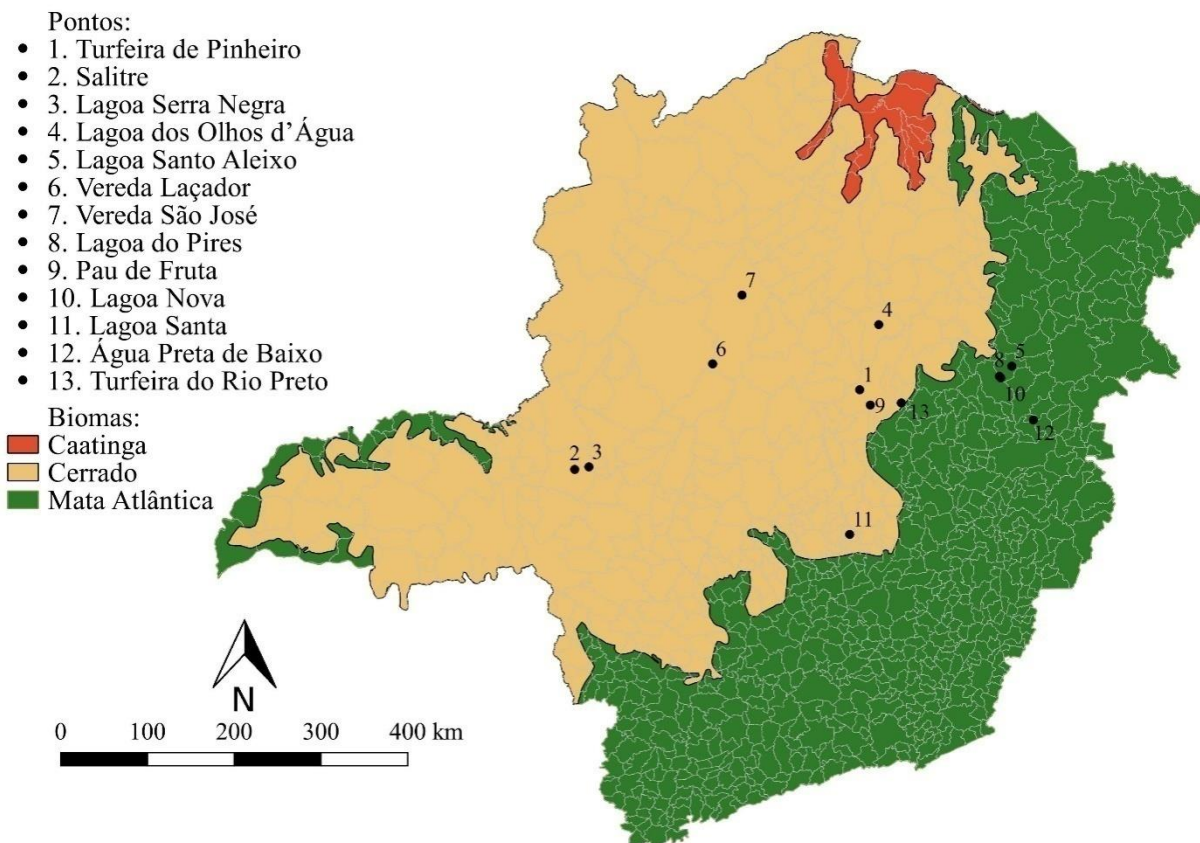 Pontos:
1. Turfeira de Pinheiro
2. Salitre
3. Lagoa Serra Negra
4. Lagoa dos Olhos d’Água
5. Lagoa Santo Aleixo
6. Vereda Laçador
7. Vereda São José
8. Lagoa do Pires
9. Pau de Fruta
10. Lagoa Nova
11. Lagoa Santa
12. Água Preta de Baixo
13. Turfeira do Rio Preto
Biomas:
Caatinga
Cerrado
Mata Atlântica
N
0 100 200 300 400 km
7
4
6
8 5
1
10
9 13
12
2 3
11